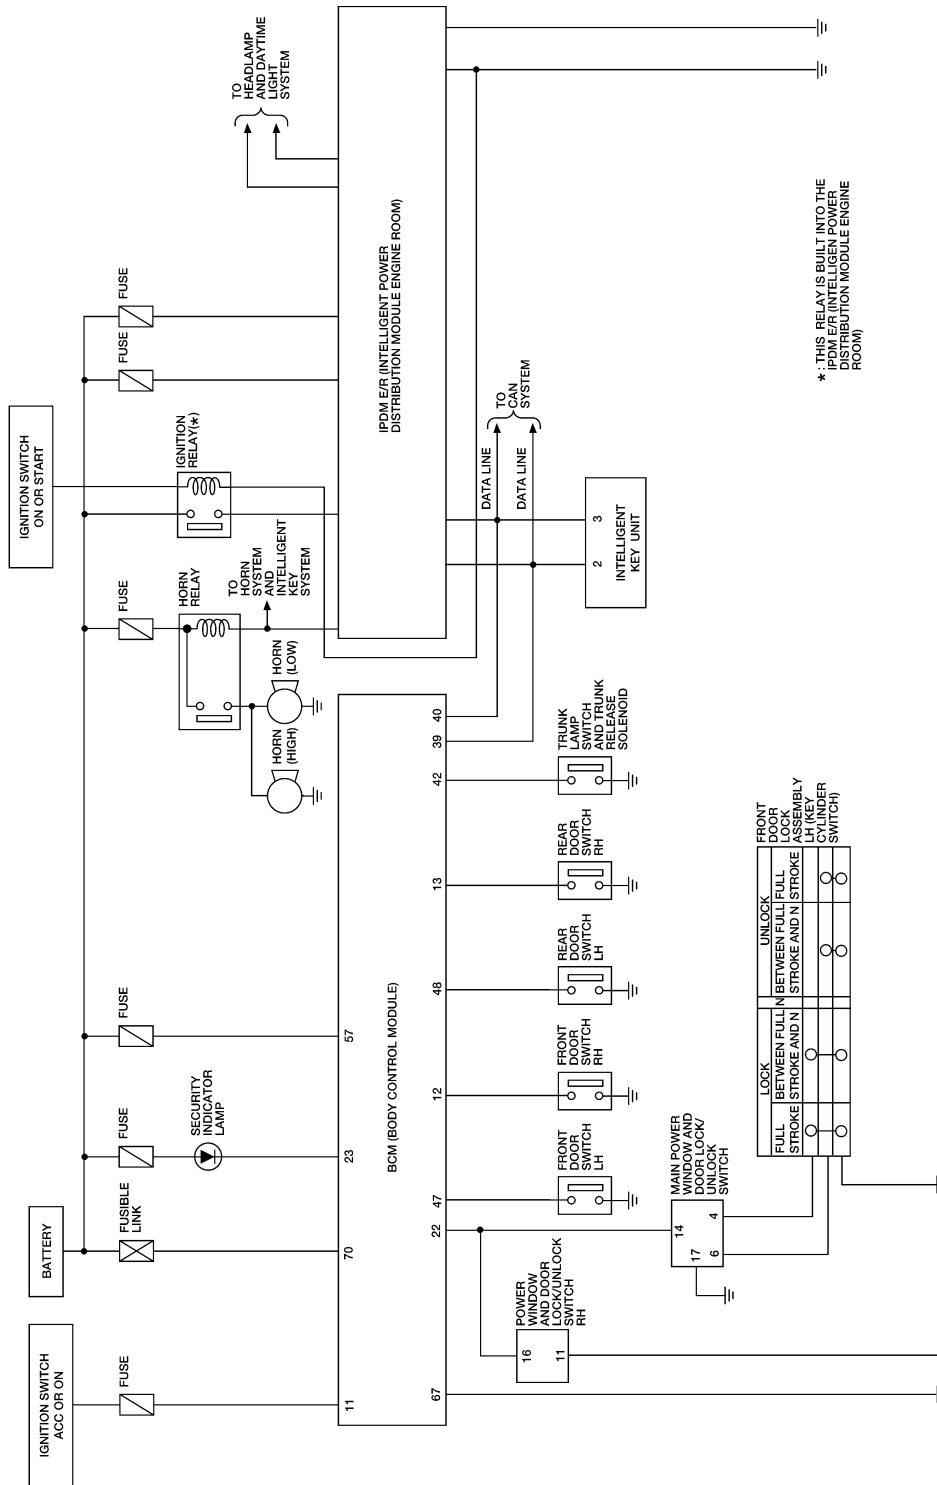 IGNITION SWITCH
ACC OR ON
FUSE
11
BATTERY
FUSIBLE
LINK
70
FUSE
SECURITY
INDICATOR
LAMP
23
FUSE
57
BCM (BODY CONTROL MODULE)
FUSE
HORN
RELAY
HORN
(HIGH)
HORN
(LOW)
TO
HORN
SYSTEM
AND
INTELLIGENT
KEY
SYSTEM
IGNITION SWITCH
ON OR START
IGNITION
RELAY(*)
FUSE
FUSE
TO
HEADLAMP
AND DAYTIME
LIGHT
SYSTEM
IPDM E/R (INTELLIGENT POWER
DISTRIBUTION MODULE ENGINE ROOM)
67
22
47
12
48
13
42
39
40
DATA LINE
DATA LINE
TO
CAN
SYSTEM
2
3
INTELLIGENT
KEY UNIT
POWER
WINDOW
AND DOOR
LOCK/UNLOCK
SWITCH
RH
16
11
FRONT
DOOR
SWITCH
LH
FRONT
DOOR
SWITCH
RH
REAR
DOOR
SWITCH
LH
REAR
DOOR
SWITCH
RH
TRUNK
LAMP
SWITCH
AND TRUNK
RELEASE
SOLENOID
MAIN POWER
WINDOW AND
DOOR LOCK/
UNLOCK
SWITCH
14
17
6
4
LOCK
UNLOCK
FULL
STROKE
BETWEEN FULL
STROKE AND N
N
BETWEEN FULL
STROKE AND N
FULL
STROKE
FRONT
DOOR
LOCK
ASSEMBLY
LH (KEY
CYLINDER
SWITCH)
* : THIS RELAY IS BUILT INTO THE
IPDM E/R (INTELLIGEN POWER
DISTRIBUTION MODULE ENGINE
ROOM)